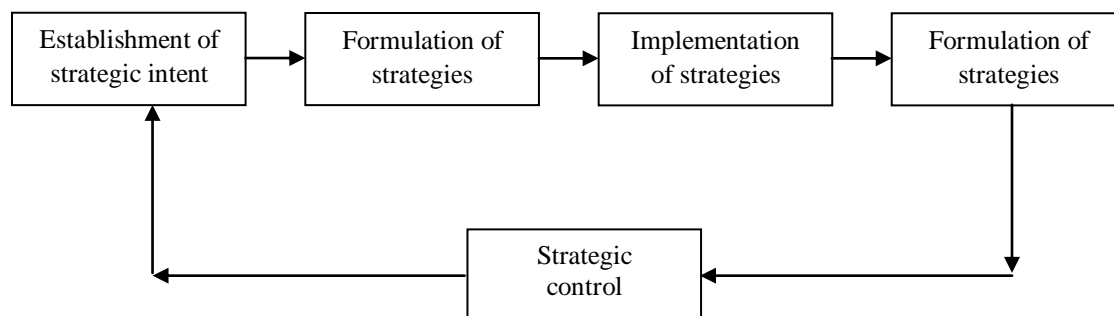 Establishment of
strategic intent
Formulation of
strategies
Implementation
of strategies
Formulation of
strategies
Strategic
control